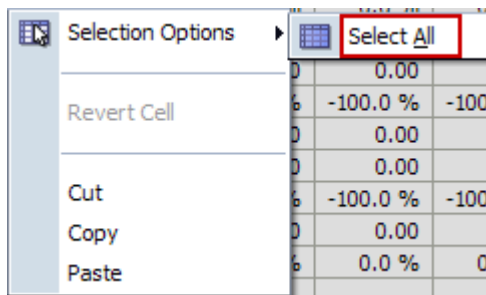 Selection Options
Select All
0.00
-100.0 % -100
Revert Cell
0.00
0.00
Cut
-100.0 % -100
Copy
0.00
Paste
0.0 %